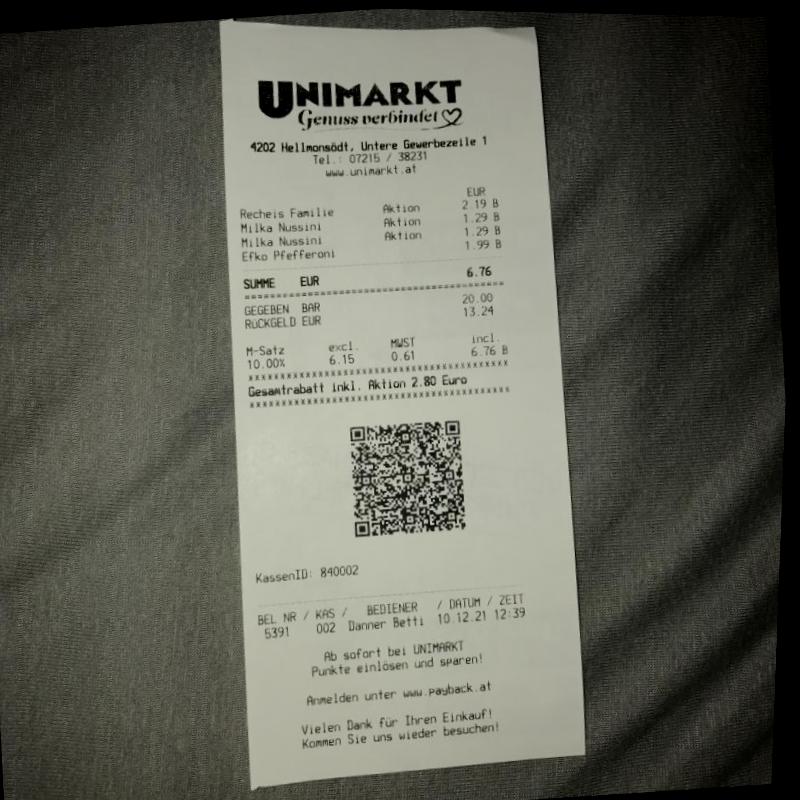 UNIMARKT
Genuss verbindet
4202 Hellmonsödt, Untere Gewerbezeile 1
Tel.: 07215 / 38231
www.unimarkt.at
EUR
Recheis Familie Aktion 2.19 B
Milka Nussini Aktion 1.29 B
Milka Nussini Aktion 1.29 B
Efko Pfefferoni 1.99 B
SUMME EUR 6.76
GEGEBEN BAR 20.00
RÜCKGELD EUR 13.24
M-Satz excl. MWST incl.
10.00% 6.15 0.61 6.76 B
Gesamtrabatt inkl. Aktion 2.80 Euro
KassenID: 840002
BEL NR / KAS / BEDIENER / DATUM / ZEIT
5391 002 Danner Betti 10.12.21 12:39
Ab sofort bei UNIMARKT
Punkte einlösen und sparen!
Anmelden unter www.payback.at
Vielen Dank für Ihren Einkauf!
Kommen Sie uns wieder besuchen!